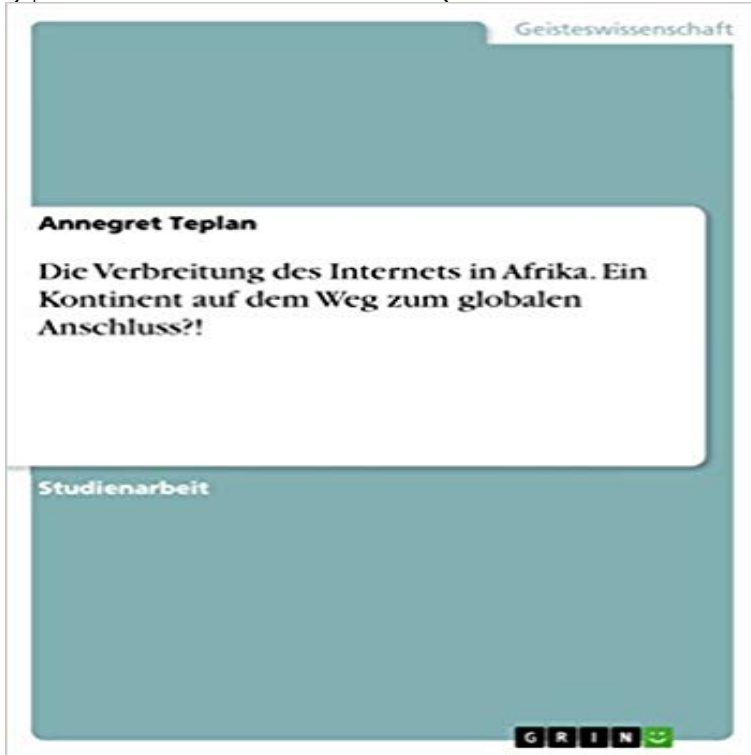 Geisteswissenschaft
Annegret Teplan
Die Verbreitung des Internets in Afrika. Ein
Kontinent auf dem Weg zum globalen
Anschluss?!
Studienarbeit
GRIN